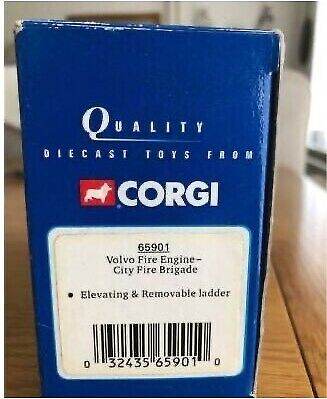 QUALITY
DIECAST TOYS FROM
CORGI
65901
Volvo Fire Engine–
City Fire Brigade
• Elevating & Removable ladder
0 32435 65901 0